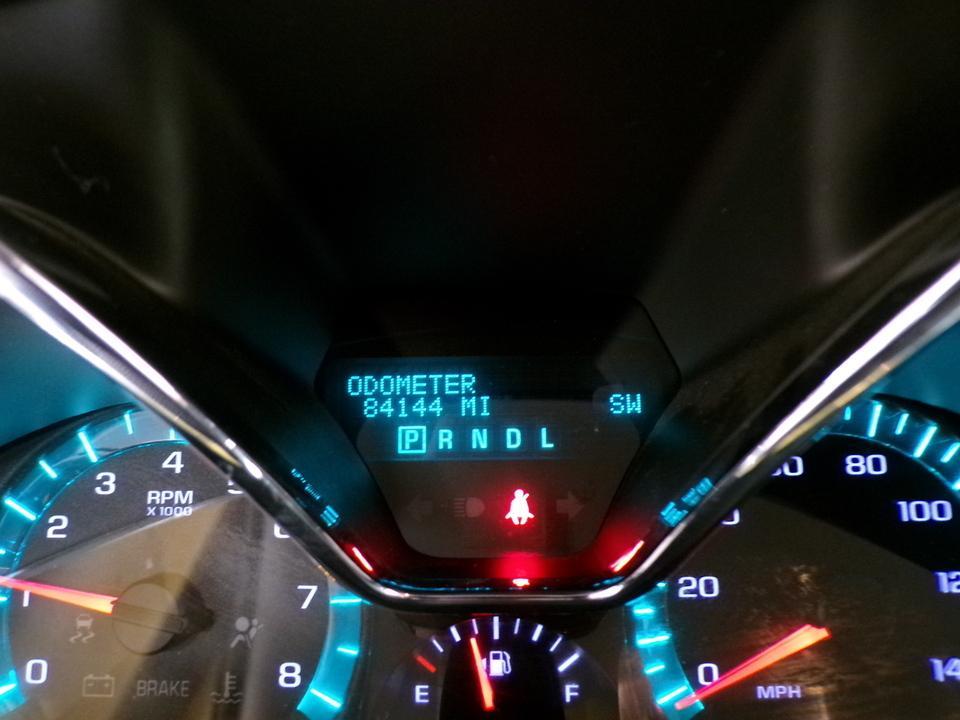 ODOMETER
84144 MI
SW
P R N D L
0 1 2 3 4 7 8
RPM
X1000
BRAKE
E F
0 20 80 100
MPH